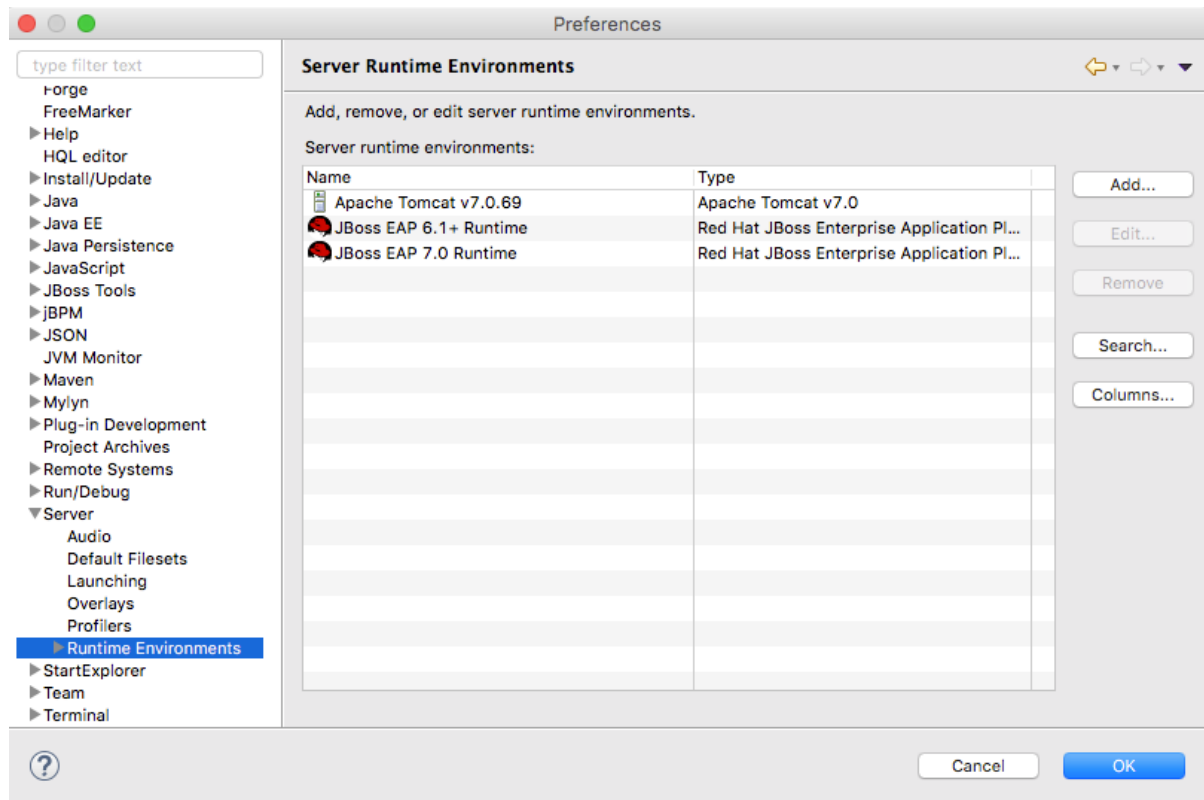 Preferences
type filter text
Forge
FreeMarker
Help
HQL editor
Install/Update
Java
Java EE
Java Persistence
JavaScript
JBoss Tools
jBPM
JSON
JVM Monitor
Maven
Mylyn
Plug-in Development
Project Archives
Remote Systems
Run/Debug
Server
Audio
Default Filesets
Launching
Overlays
Profilers
Runtime Environments
StartExplorer
Team
Terminal
Server Runtime Environments
Add, remove, or edit server runtime environments.
Server runtime environments:
Name Type
Apache Tomcat v7.0.69 Apache Tomcat v7.0
JBoss EAP 6.1+ Runtime Red Hat JBoss Enterprise Application Pl...
JBoss EAP 7.0 Runtime Red Hat JBoss Enterprise Application Pl...
Add...
Edit...
Remove
Search...
Columns...
?
Cancel OK